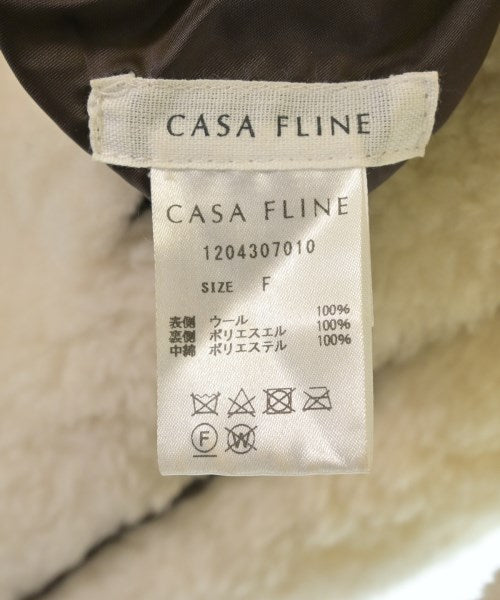 CASA FLINE
CASA FLINE
1204307010
SIZE F
表側 ウール 100%
裏側 ポリエスエル 100%
中綿 ポリエステル 100%
F W